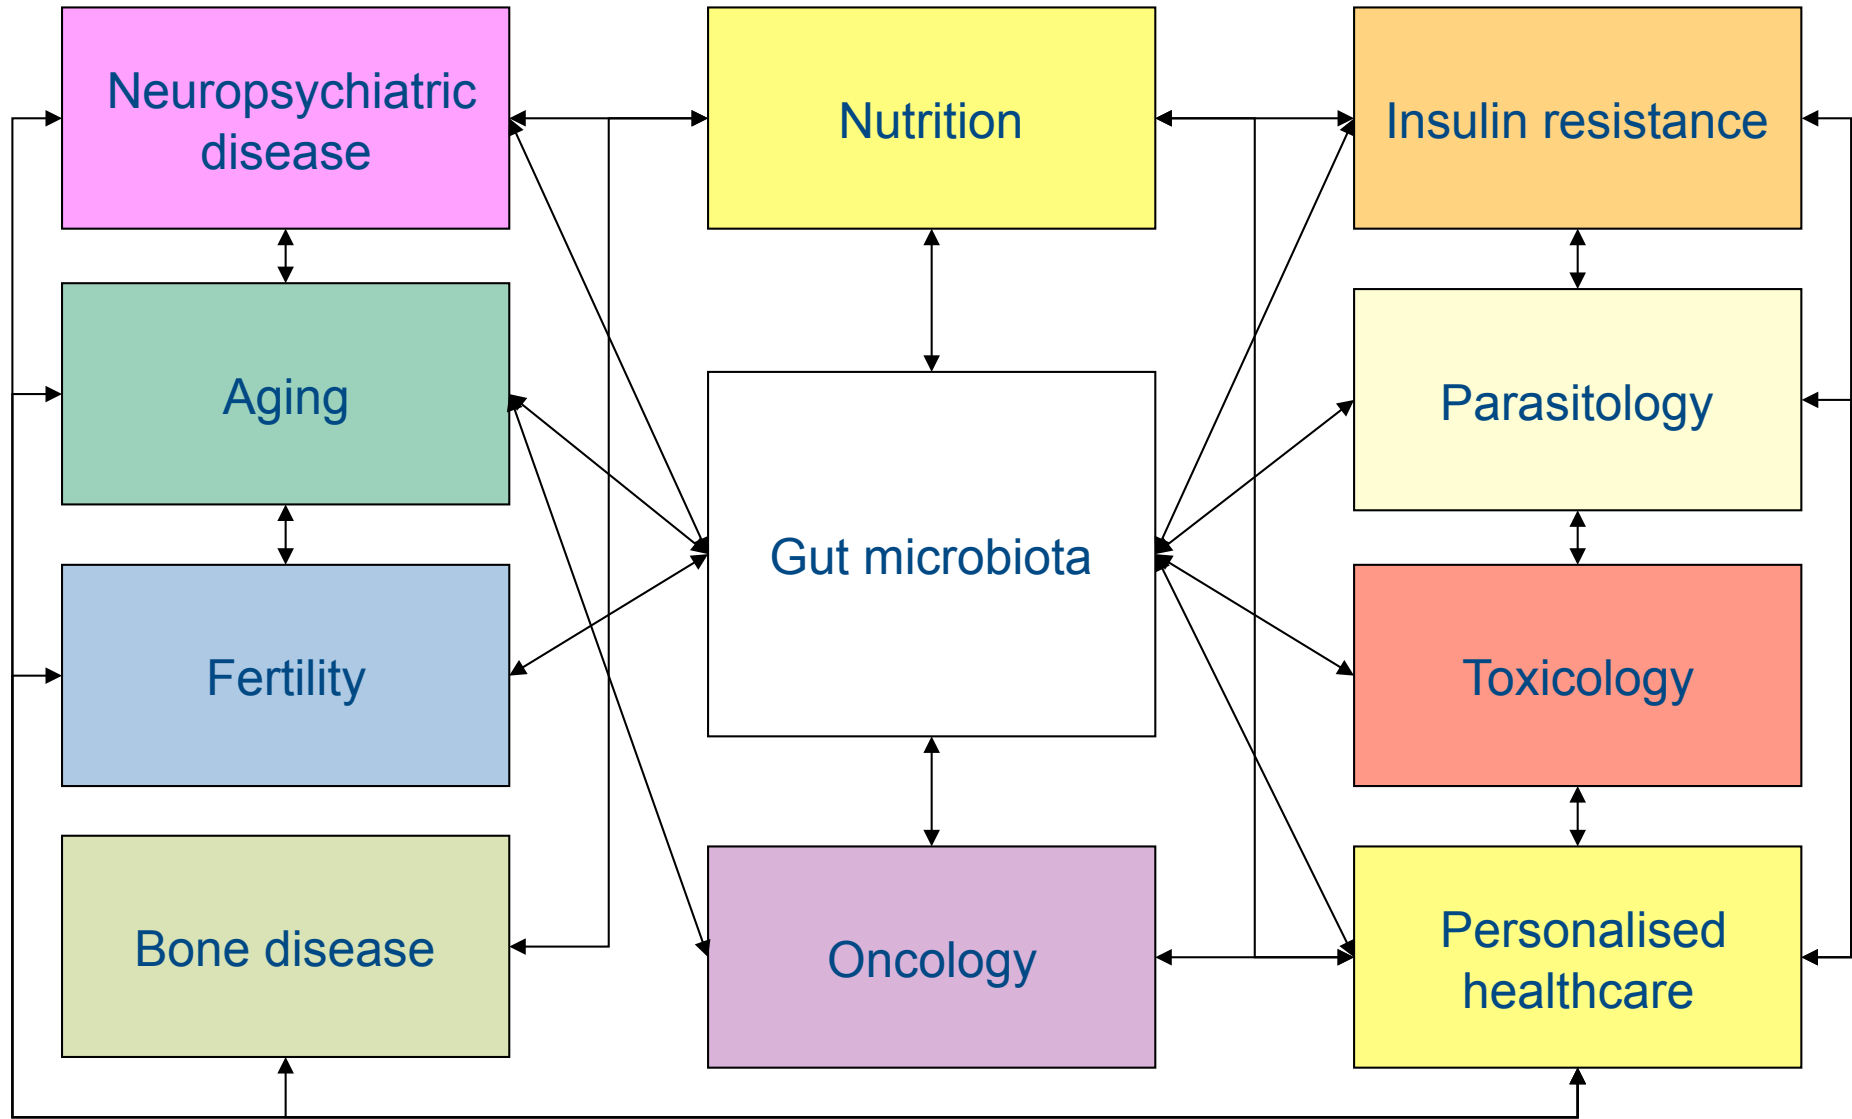 Neuropsychiatric
disease
Nutrition
Insulin resistance
Aging
Parasitology
Gut microbiota
Fertility
Toxicology
Bone disease
Oncology
Personalised
healthcare